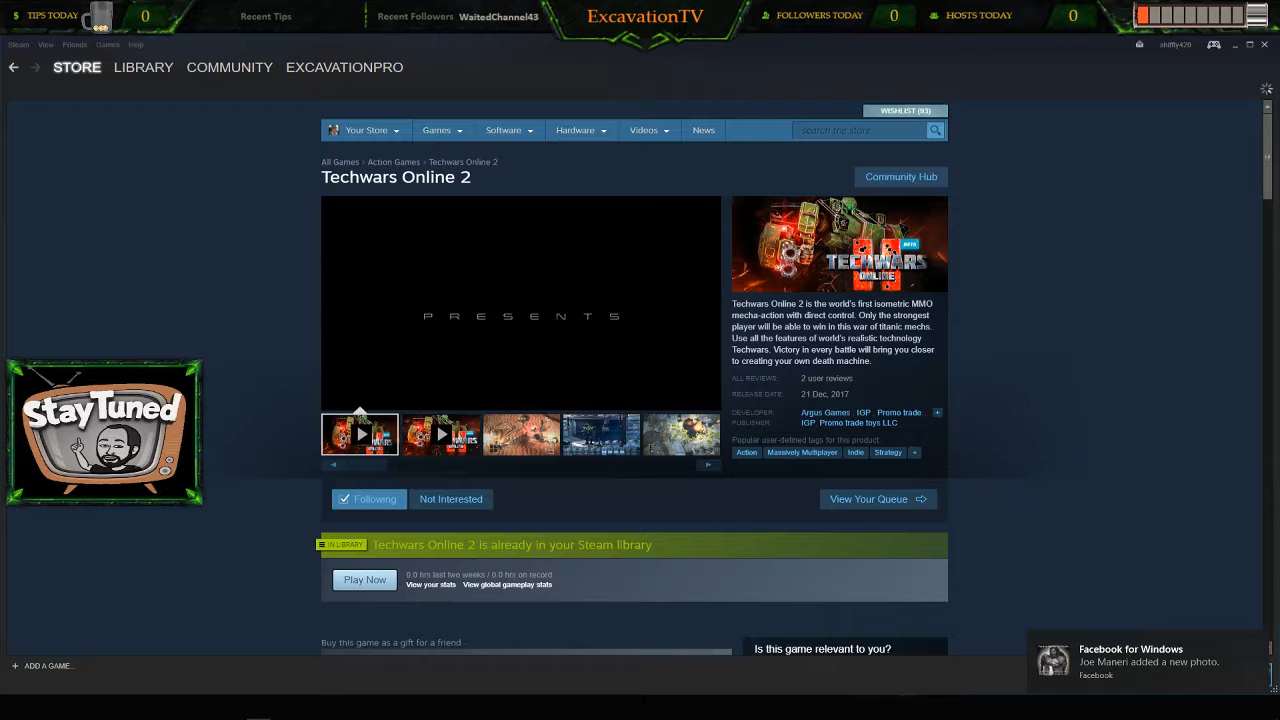 TIPS TODAY 0 Recent Tips Recent Followers WaitedChannel43 ExcavationTV FOLLOWERS TODAY 0 HOSTS TODAY 0
Steam View Friends Games Help shiffly420
STORE LIBRARY COMMUNITY EXCAVATIONPRO
WISHLIST (93)
Your Store Games Software Hardware Videos News search the store
All Games > Action Games > Techwars Online 2
Techwars Online 2
Community Hub
PRESENTS
BETA
TECHWARS II
ONLINE
Techwars Online 2 is the world's first isometric MMO
mecha-action with direct control. Only the strongest
player will be able to win in this war of titanic mechs.
Use all the features of world's realistic technology
Techwars. Victory in every battle will bring you closer
to creating your own death machine.
ALL REVIEWS: 2 user reviews
RELEASE DATE: 21 Dec, 2017
DEVELOPER: Argus Games , IGP , Promo trade +
PUBLISHER: IGP, Promo trade toys LLC
Popular user-defined tags for this product:
Action Massively Multiplayer Indie Strategy +
StayTuned
Following Not Interested View Your Queue
IN LIBRARY Techwars Online 2 is already in your Steam library
Play Now
0.0 hrs last two weeks / 0.0 hrs on record
View your stats View global gameplay stats
Buy this game as a gift for a friend...
Is this game relevant to you?
+ ADD A GAME...
Facebook for Windows
Joe Maneri added a new photo.
Facebook